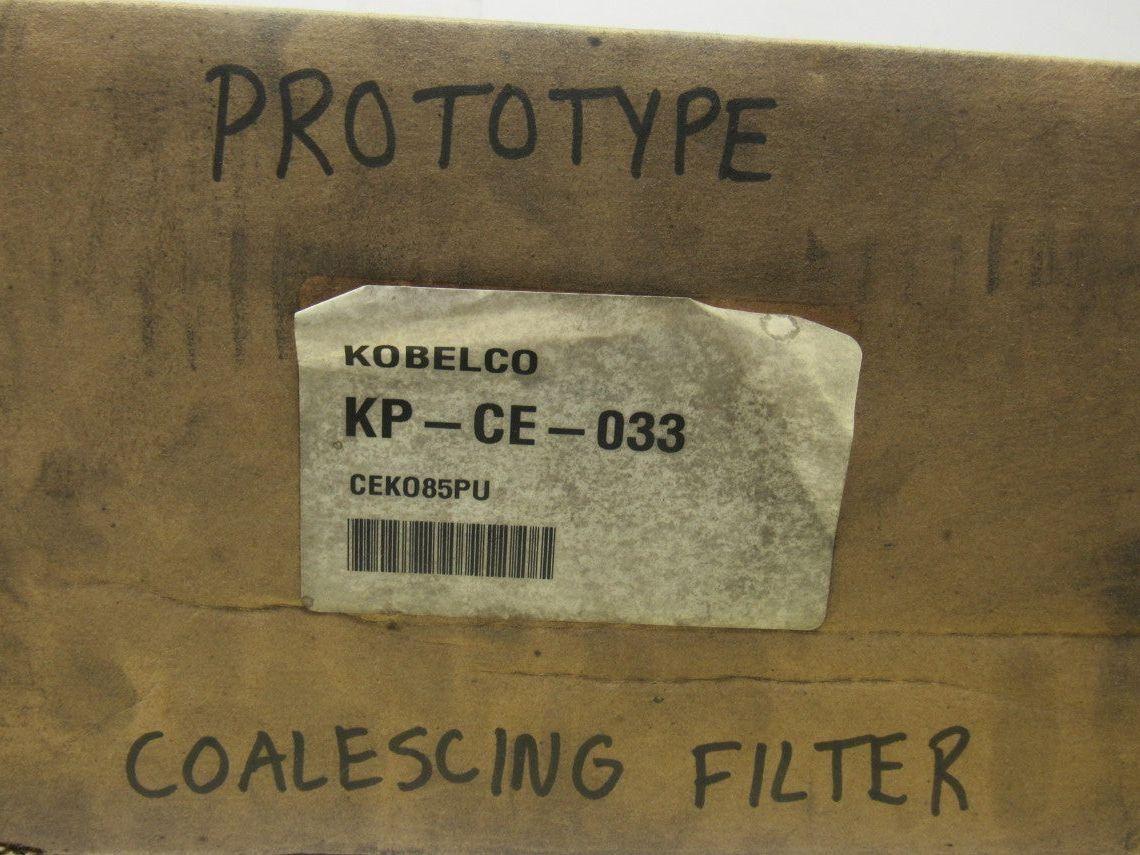 PROTOTYPE
KOBELCO
KP-CE-033
CEK085PU
COALESCING FILTER